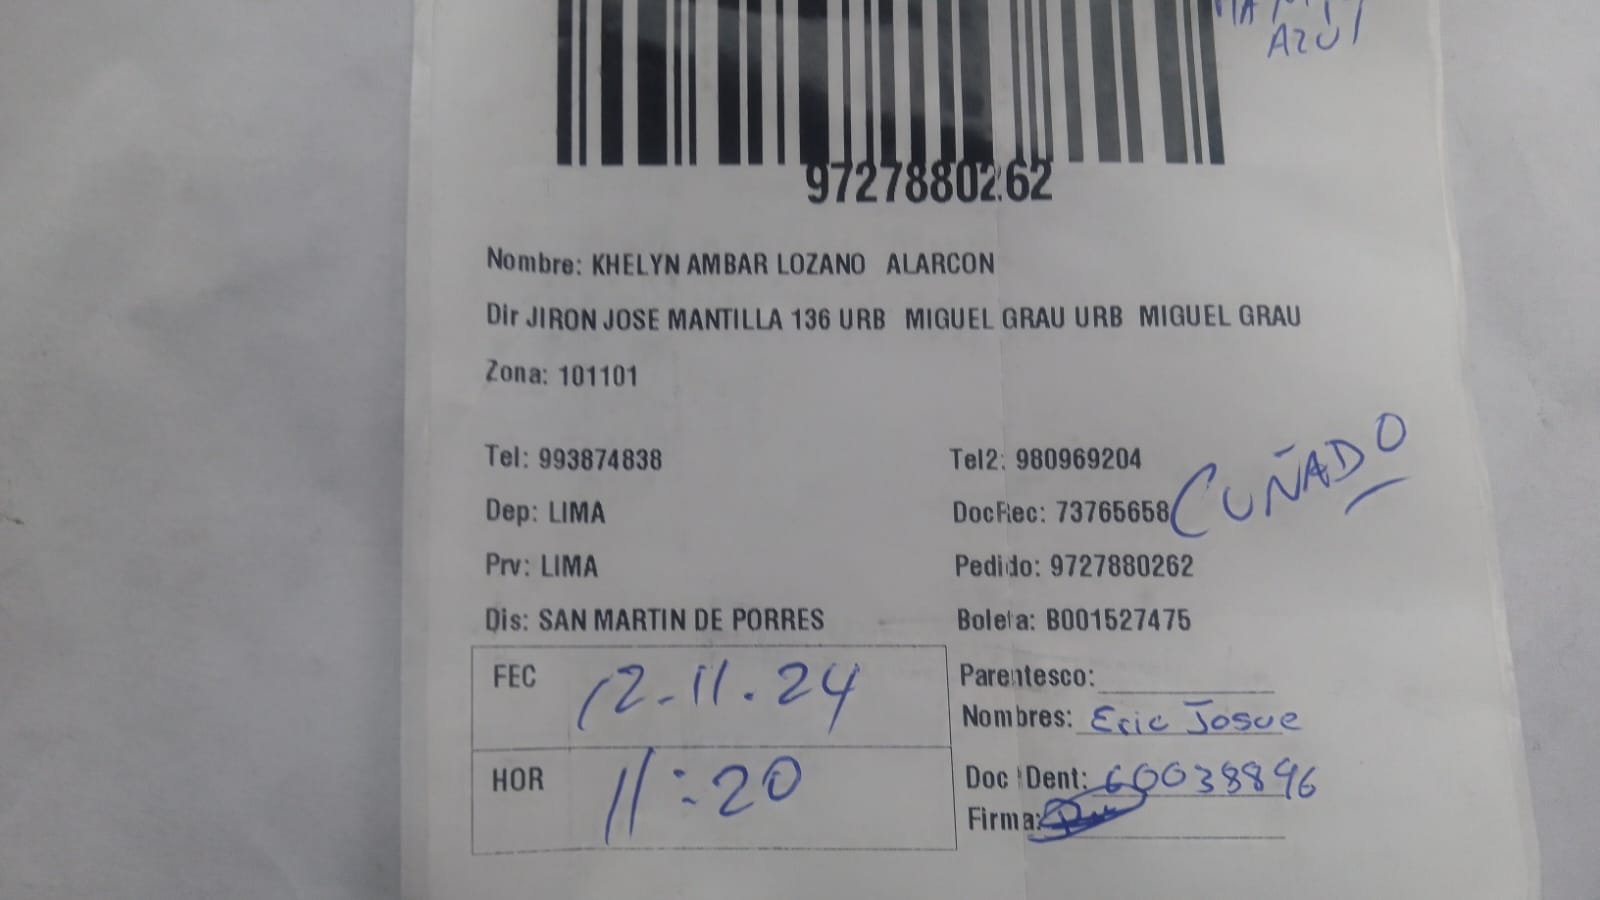 AZUL
9727880262
Nombre: KHELYN AMBAR LOZANO ALARCON
Dir JIRON JOSE MANTILLA 136 URB MIGUEL GRAU URB MIGUEL GRAU
Zona: 101101
Tel: 993874838 Tel2: 980969204
Dep: LIMA DocRec: 73765658 CUÑADO
Prv: LIMA Pedido: 9727880262
Dis: SAN MARTIN DE PORRES Boleta: B001527475
FEC 12-11.24 Parentesco:
Nombres: Eric Josue
HOR 11:20 Doc Dent: 60038896
Firma: